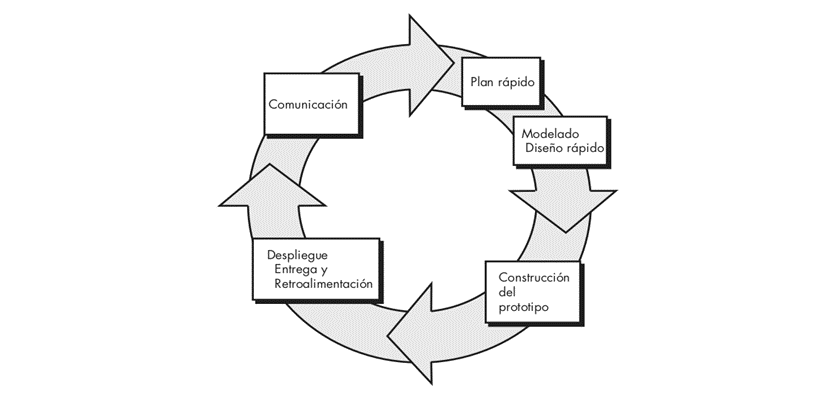 Comunicación
Plan rápido
Modelado
Diseño rápido
Construcción
del
prototipo
Despliegue
Entrega y
Retroalimentación